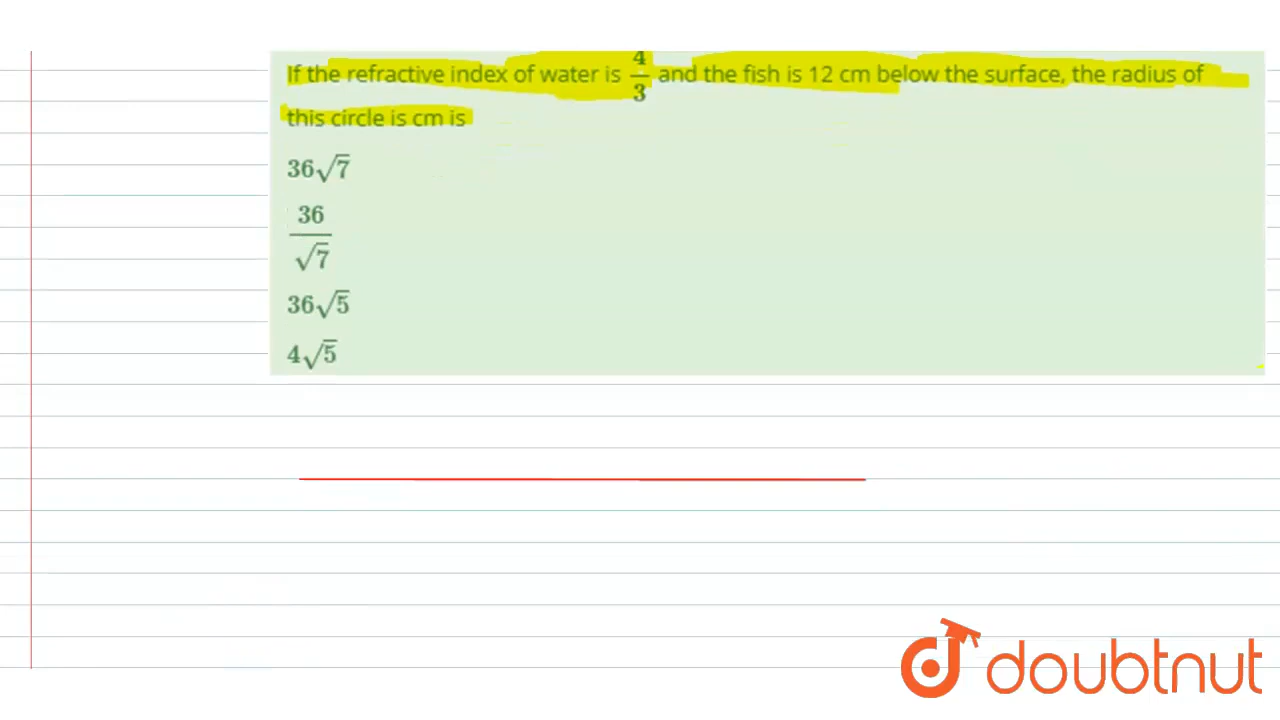 If the refractive index of water is 4/3 and the fish is 12 cm below the surface, the radius of
this circle is cm is
36√7
36/√7
36√5
4√5
doubtnut